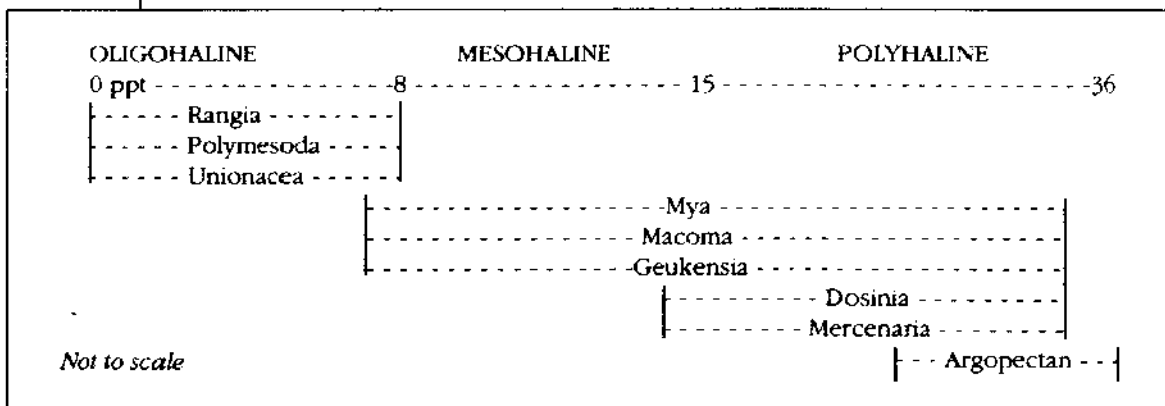 OLIGOHALINE MESOHALINE POLYHALINE
0 ppt - - - - - - - - - - - - - - - - - - -8 - - - - - - - - - - - - - - - - - - - - - -15 - - - - - - - - - - - - - - - - - - - - - - - - - - -36
- - - - - - Rangia - - - - - - - -
- - - - - - Polymesoda - - - - -
- - - - - - Unionacea - - - - - -
- - - - - - - - - - - - - - - - - - -Mya - - - - - - - - - - - - - - - - - - - - - -
- - - - - - - - - - - - - - - - - Macoma - - - - - - - - - - - - - - - - - - - - -
- - - - - - - - - - - - - - - - -Geukensia - - - - - - - - - - - - - - - - - - - -
- - - - - - - - - - Dosinia - - - - - - - - -
- - - - - - - - - Mercenaria - - - - - - - -
Not to scale - - - Argopectan - - -